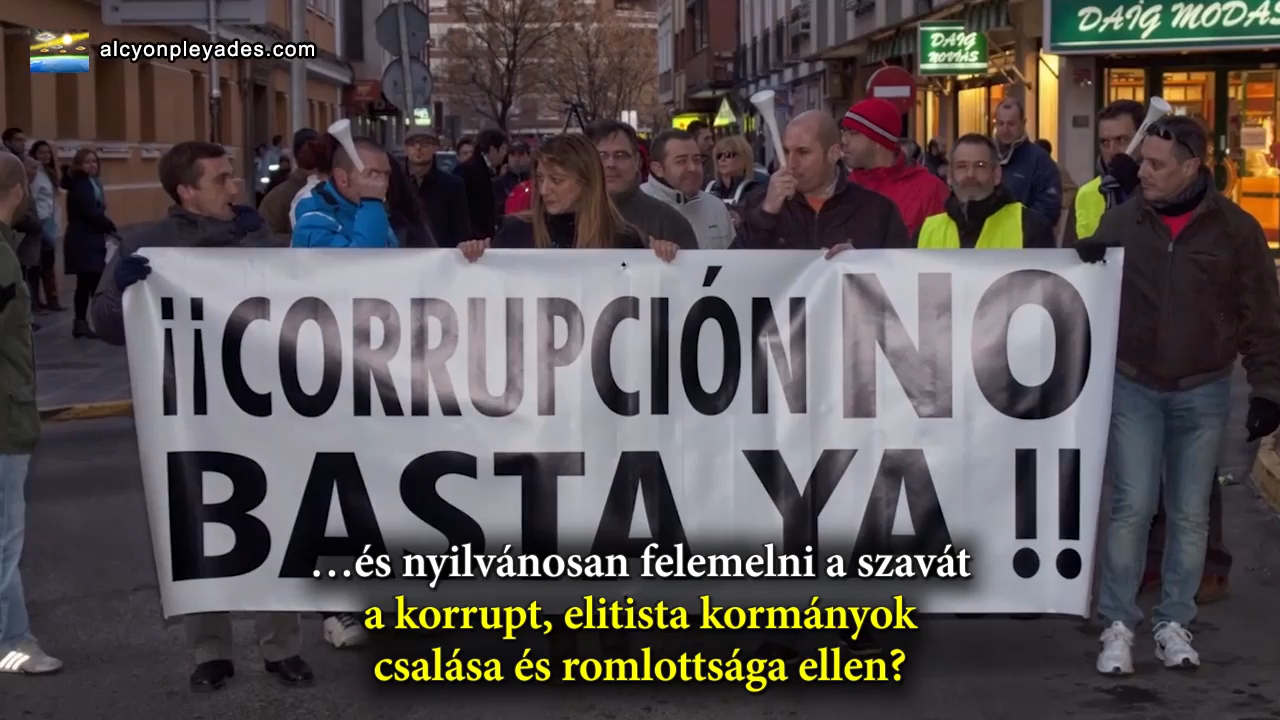 alcyonpleyades.com
DAIG MODAS
DAIG
NOVIAS
¡¡CORRUPCIÓN NO
BASTA YA !!
…és nyilvánosan felemelni a szavát
a korrupt, elitista kormányok
csalása és romlottsága ellen?